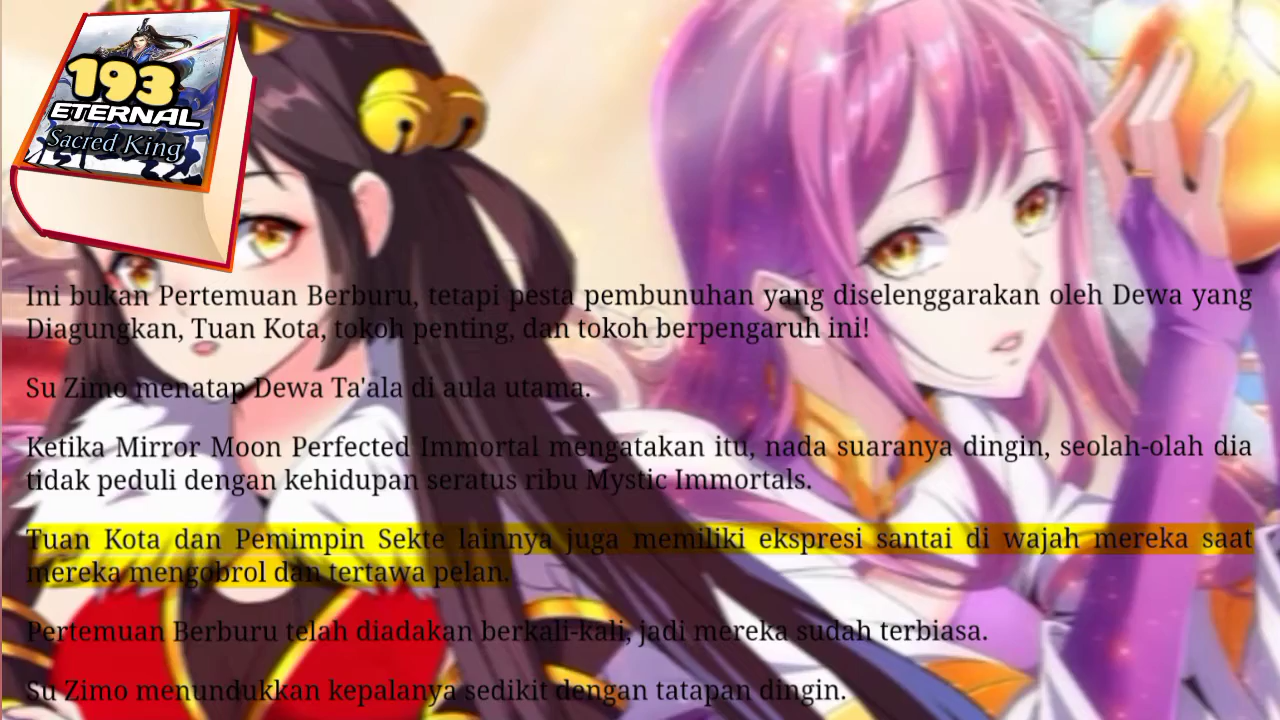 193
ETERNAL
Sacred King
Ini bukan Pertemuan Berburu, tetapi pesta pembunuhan yang diselenggarakan oleh Dewa yang
Diagungkan, Tuan Kota, tokoh penting, dan tokoh berpengaruh ini!
Su Zimo menatap Dewa Ta'ala di aula utama.
Ketika Mirror Moon Perfected Immortal mengatakan itu, nada suaranya dingin, seolah-olah dia
tidak peduli dengan kehidupan seratus ribu Mystic Immortals.
Tuan Kota dan Pemimpin Sekte lainnya juga memiliki ekspresi santai di wajah mereka saat
mereka mengobrol dan tertawa pelan.
Pertemuan Berburu telah diadakan berkali-kali, jadi mereka sudah terbiasa.
Su Zimo menundukkan kepalanya sedikit dengan tatapan dingin.